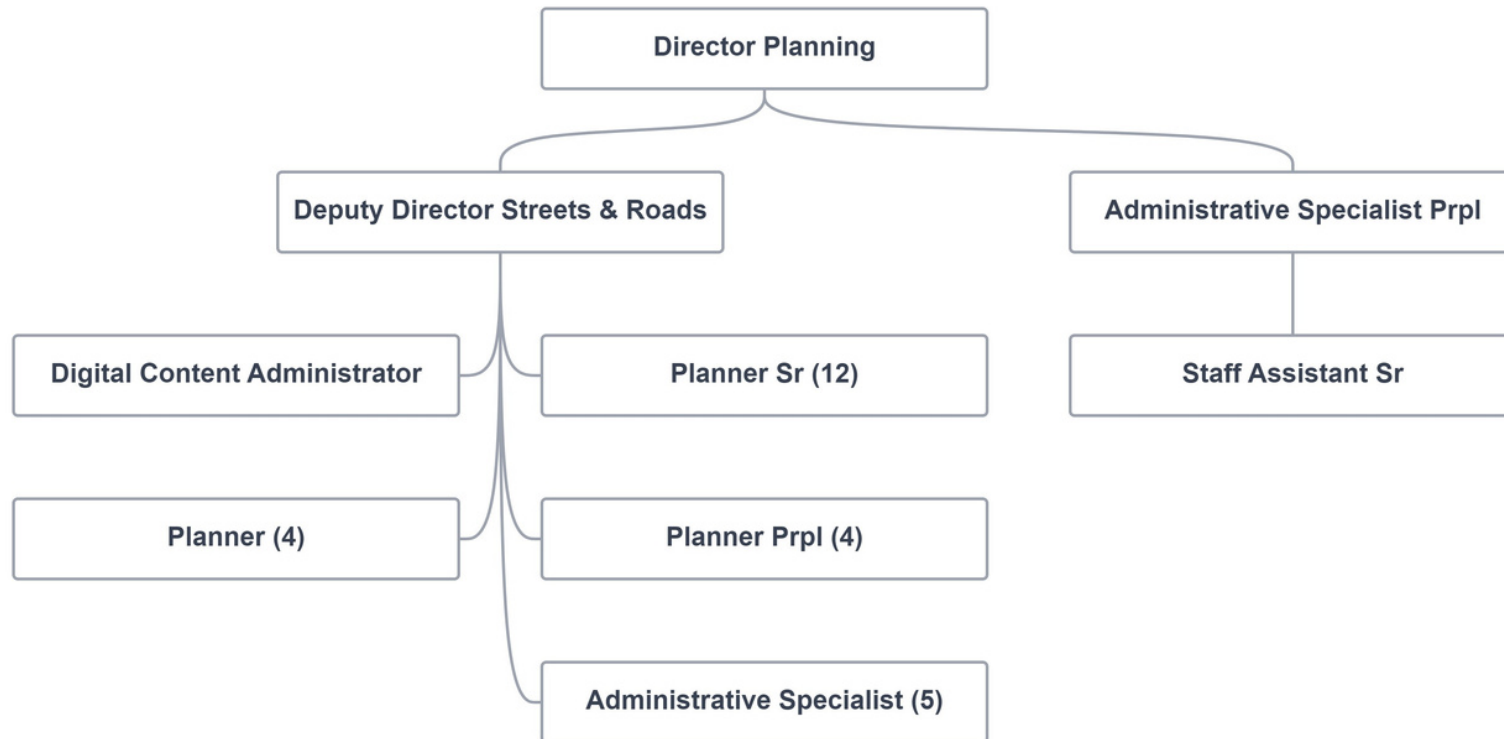 Director Planning
Deputy Director Streets & Roads
Administrative Specialist Prpl
Digital Content Administrator
Planner Sr (12)
Staff Assistant Sr
Planner (4)
Planner Prpl (4)
Administrative Specialist (5)